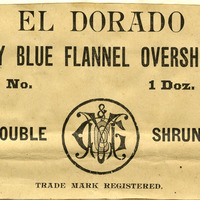 EL DORADO
Y BLUE FLANNEL OVERSH
No. 1 Doz.
OUBLE SHRUN
&
TRADE MARK REGISTERED.